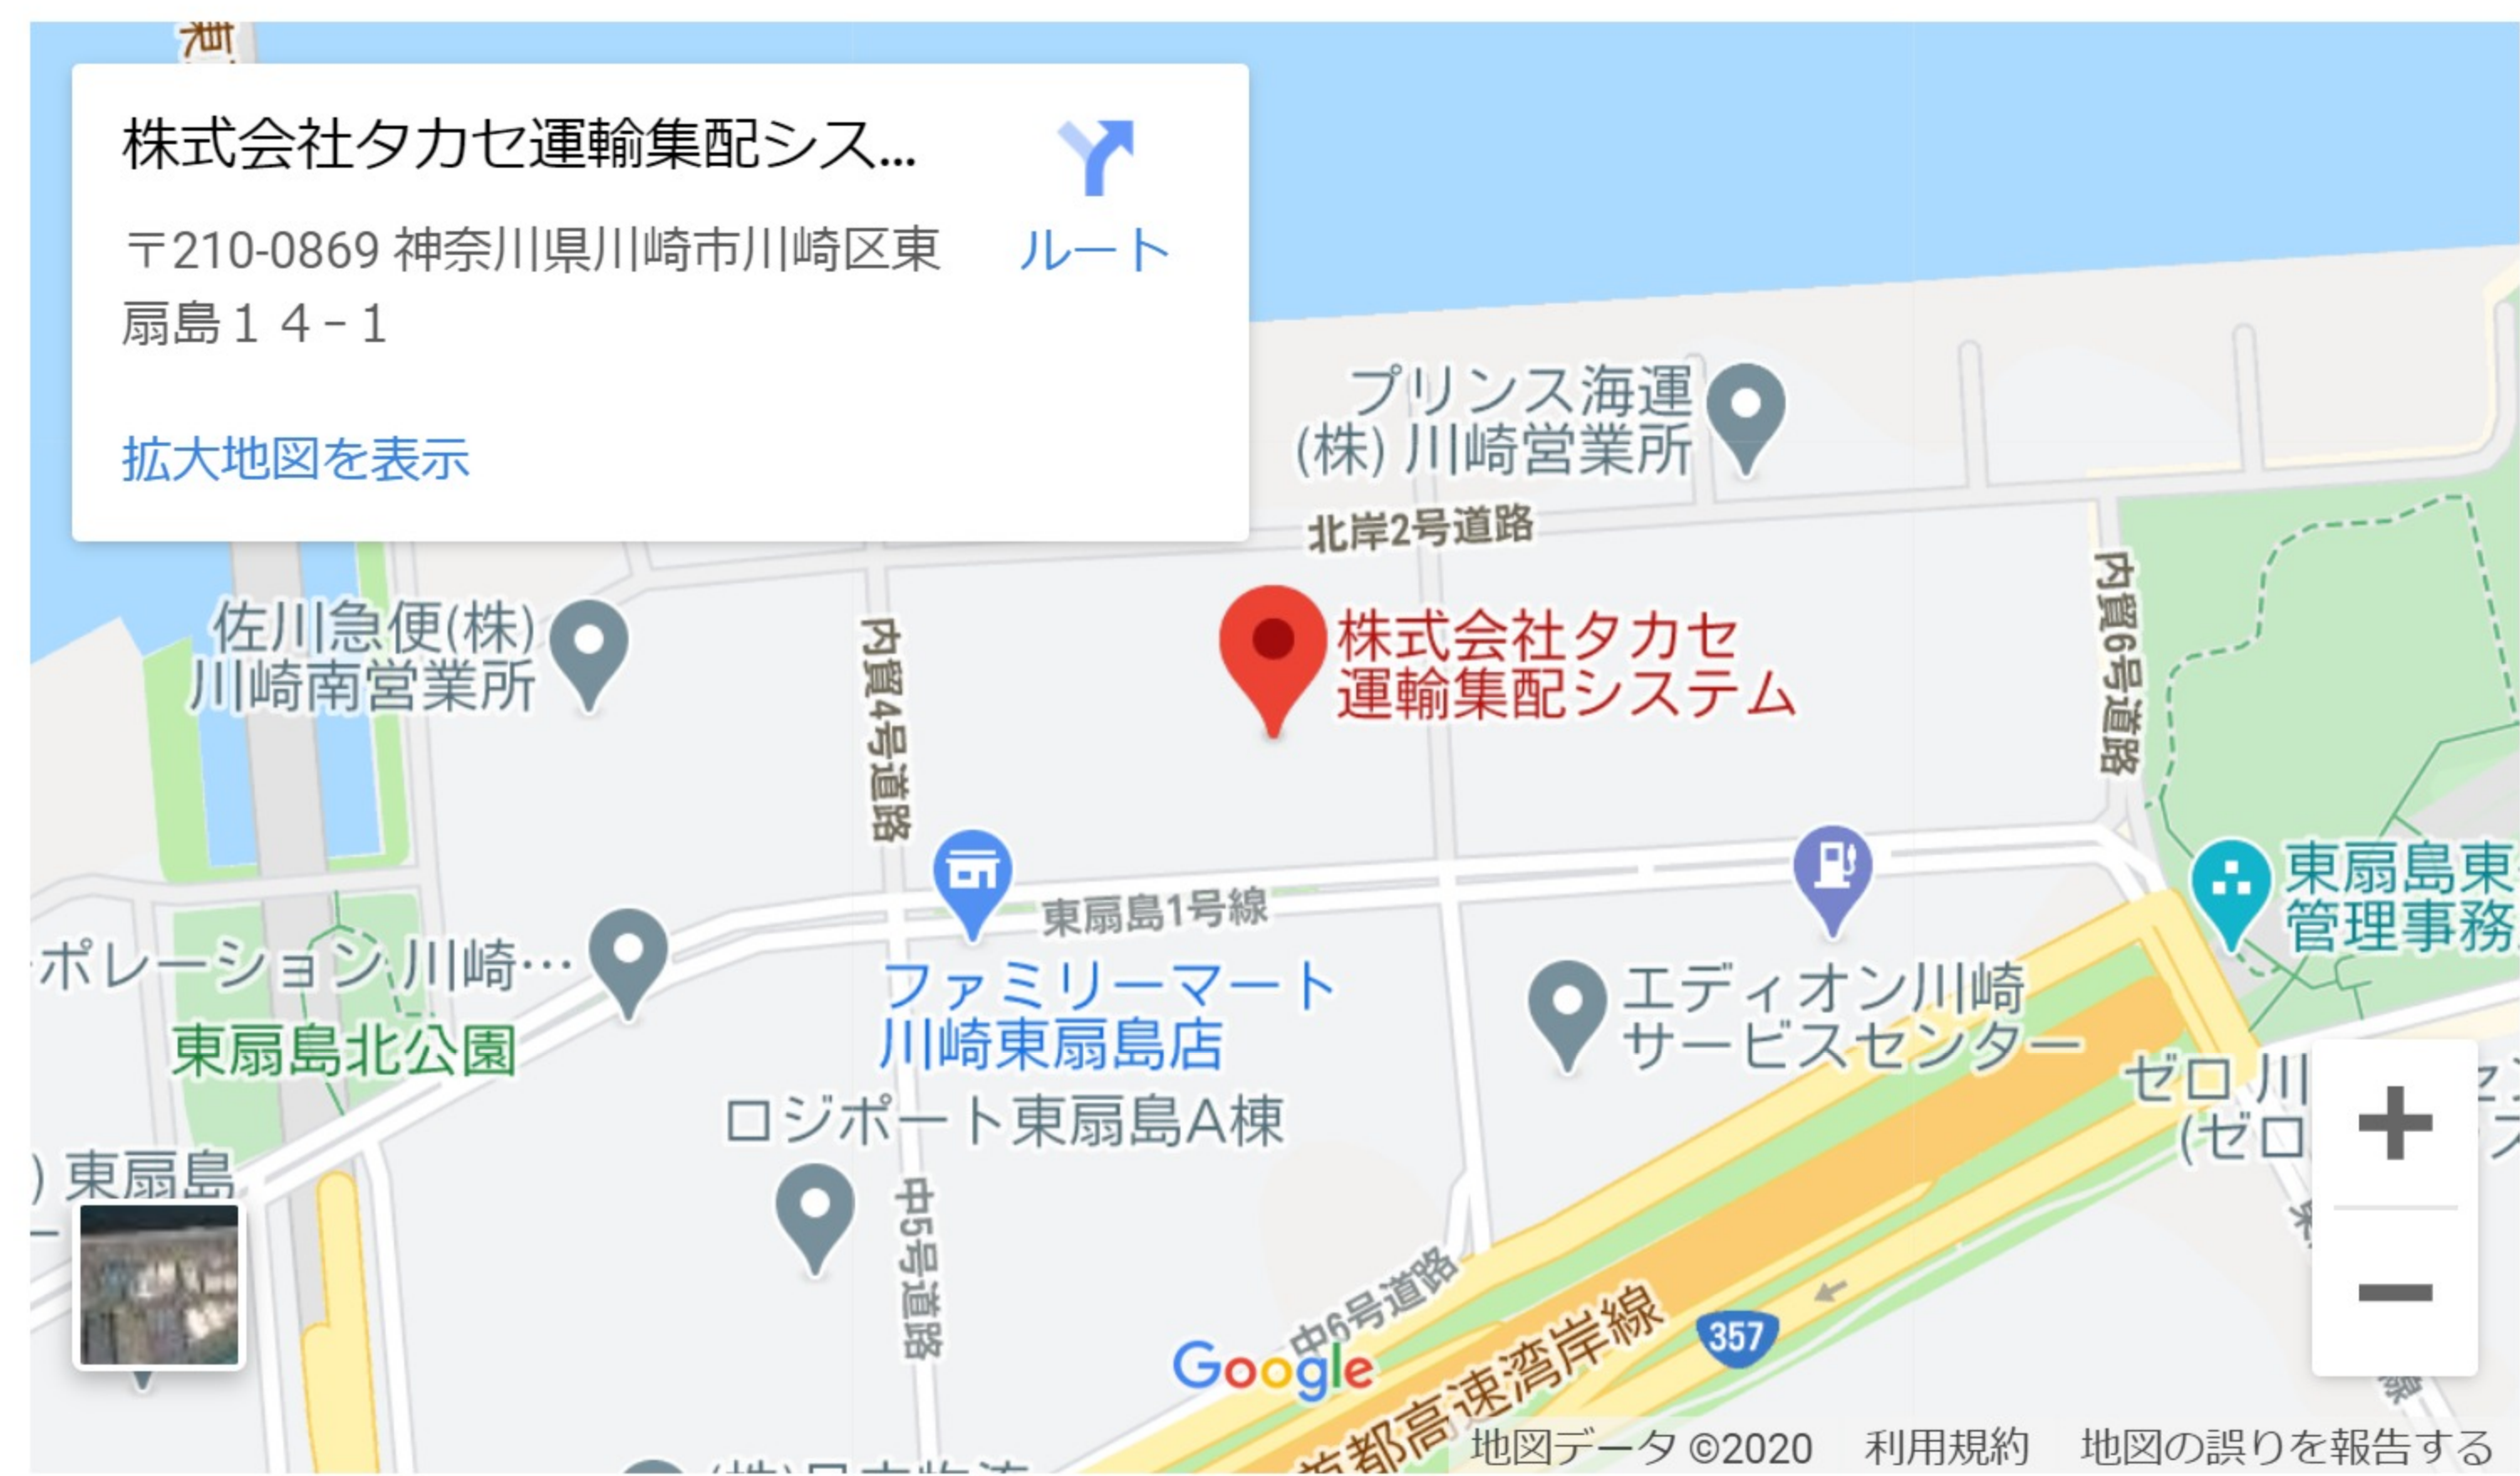 株式会社タカセ運輸集配シス...
〒210-0869 神奈川県川崎市川崎区東
扇島１４−１
ルート
拡大地図を表示
プリンス海運
(株) 川崎営業所
北岸2号道路
佐川急便(株)
川崎南営業所
内貿4号道路
株式会社タカセ
運輸集配システム
内貿6号道路
東扇島東
管理事務
東扇島1号線
ポレーション 川崎…
東扇島北公園
ファミリーマート
川崎東扇島店
エディオン川崎
サービスセンター
ロジポート東扇島A棟
ゼロ 川
(ゼロ
) 東扇島
中5号道路
中6号道路
首都高速湾岸線
357
Google
地図データ ©2020 利用規約 地図の誤りを報告する